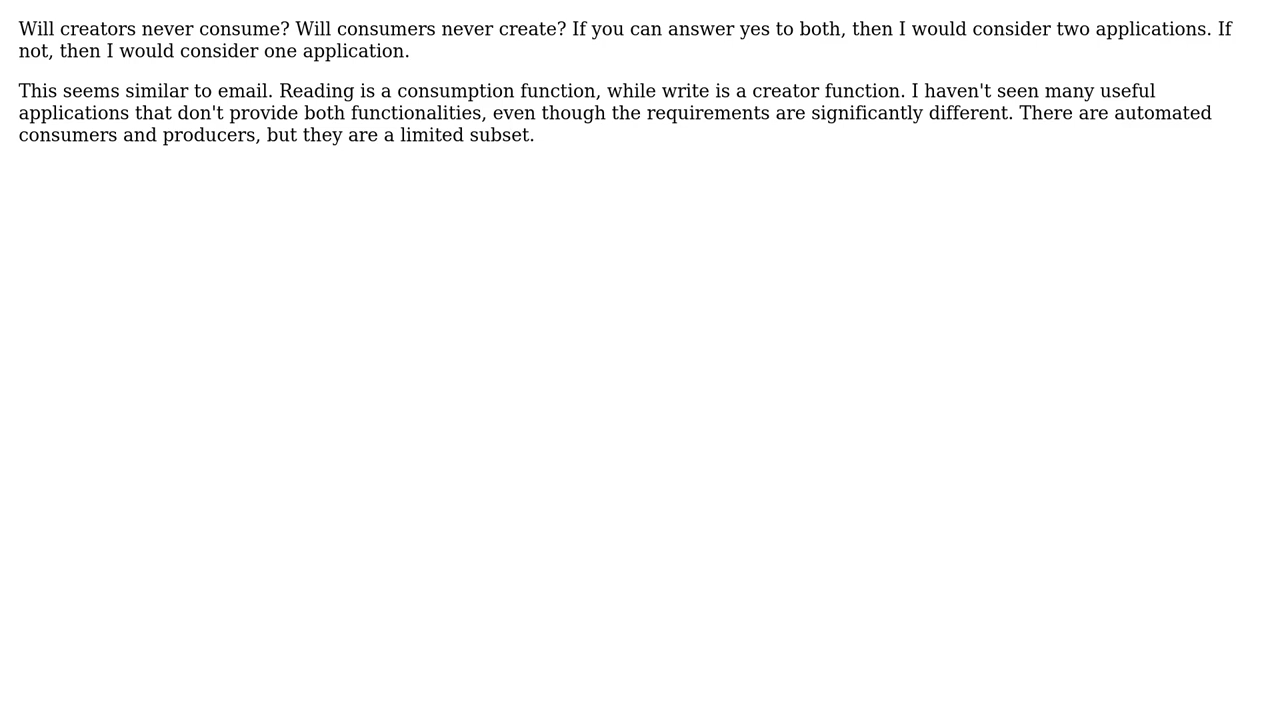 Will creators never consume? Will consumers never create? If you can answer yes to both, then I would consider two applications. If
not, then I would consider one application.
This seems similar to email. Reading is a consumption function, while write is a creator function. I haven't seen many useful
applications that don't provide both functionalities, even though the requirements are significantly different. There are automated
consumers and producers, but they are a limited subset.